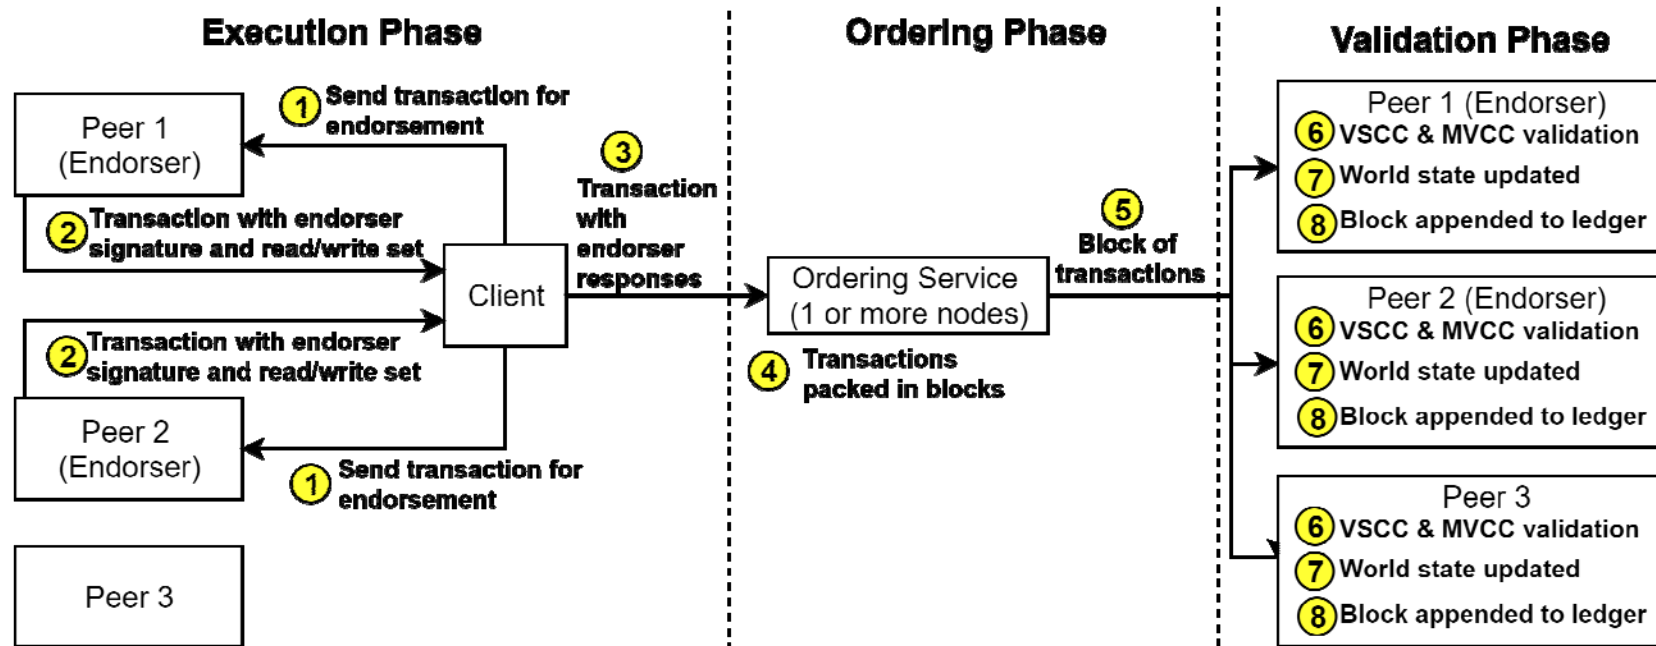 Execution Phase
Peer 1
(Endorser)
1
Send transaction for
endorsement
2
Transaction with endorser
signature and read/write set
3
Transaction
with
endorser
responses
Client
2
Transaction with endorser
signature and read/write set
Peer 2
(Endorser)
1
Send transaction for
endorsement
Peer 3
Ordering Phase
Ordering Service
(1 or more nodes)
4
Transactions
packed in blocks
5
Block of
transactions
Validation Phase
Peer 1 (Endorser)
6 VSCC & MVCC validation
7 World state updated
8 Block appended to ledger
Peer 2 (Endorser)
6 VSCC & MVCC validation
7 World state updated
8 Block appended to ledger
Peer 3
6 VSCC & MVCC validation
7 World state updated
8 Block appended to ledger